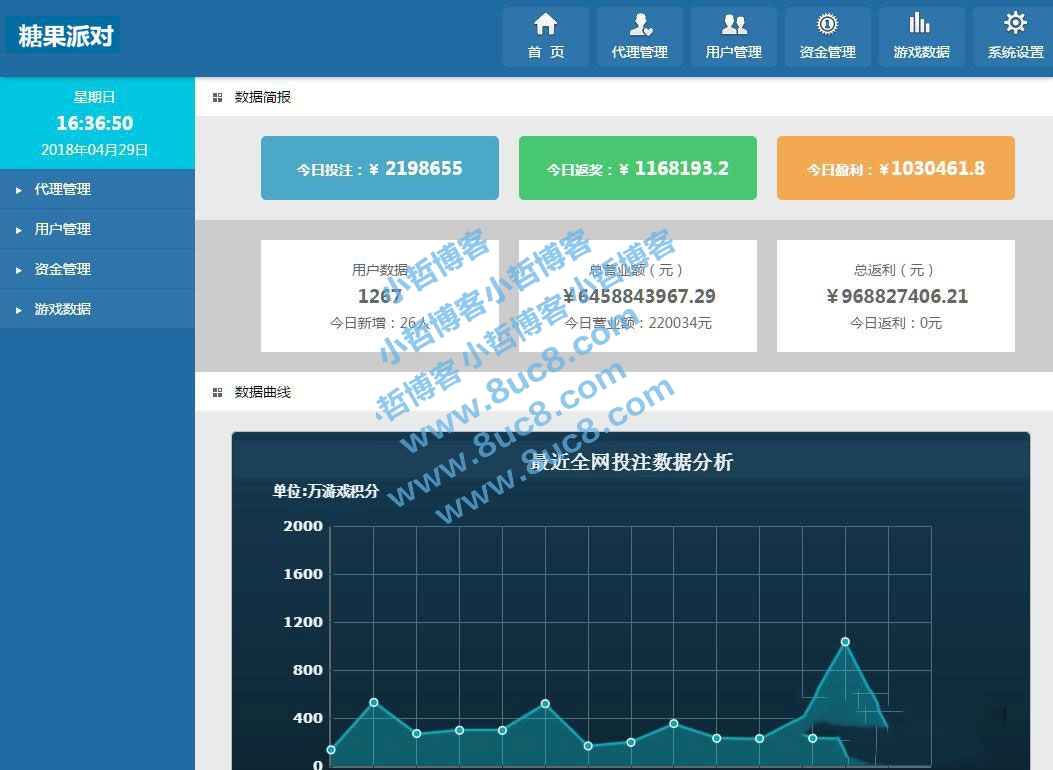 糖果派对
首 页
代理管理
用户管理
资金管理
游戏数据
系统设置
星期日
16:36:50
2018年04月29日
代理管理
用户管理
资金管理
游戏数据
数据简报
今日投注：¥ 2198655
今日返奖：¥ 1168193.2
今日盈利：¥1030461.8
用户数据
1267
今日新增：26人
总营业额（元）
¥6458843967.29
今日营业额：220034元
总返利（元）
¥968827406.21
今日返利：0元
小哲博客小哲博客小哲博客
哲博客小哲博客
www.8uc8.com
www.8uc8.com
www.8uc8.com
数据曲线
最近全网投注数据分析
单位:万游戏积分
2000
1600
1200
800
400
0